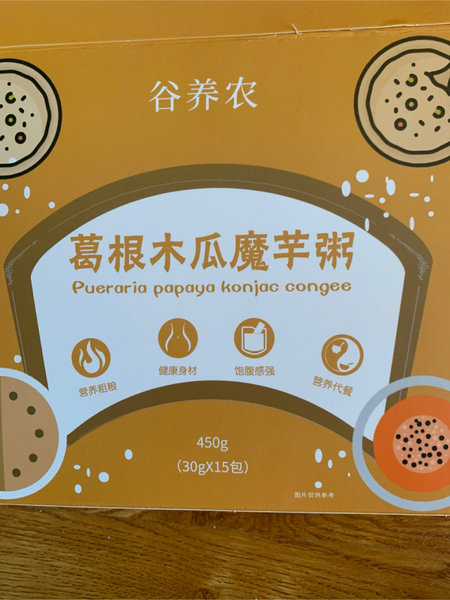 谷养农
葛根木瓜魔芋粥
Pueraria papaya konjac congee
营养粗粮
健康身材
饱腹感强
营养代餐
450g
（30gX15包）
图片仅供参考